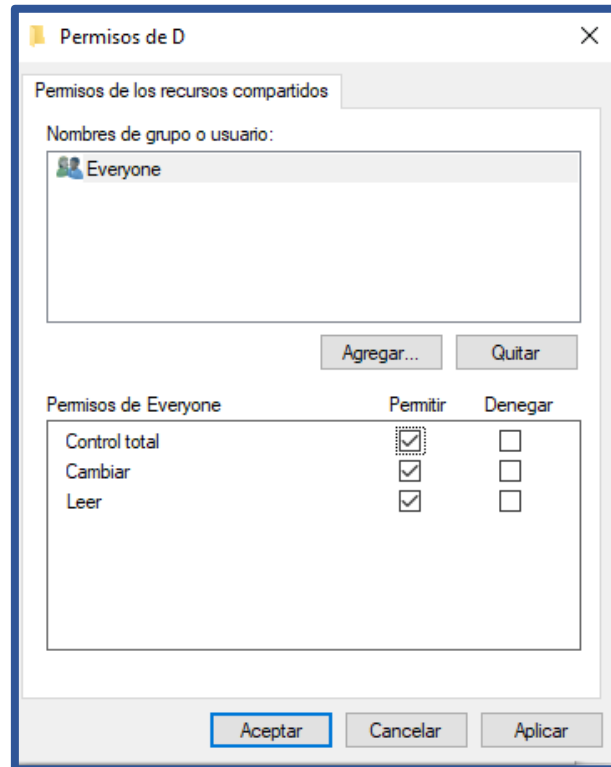 Permisos de D
Permisos de los recursos compartidos
Nombres de grupo o usuario:
Everyone
Agregar... Quitar
Permisos de Everyone Permitir Denegar
Control total
Cambiar
Leer
Aceptar Cancelar Aplicar